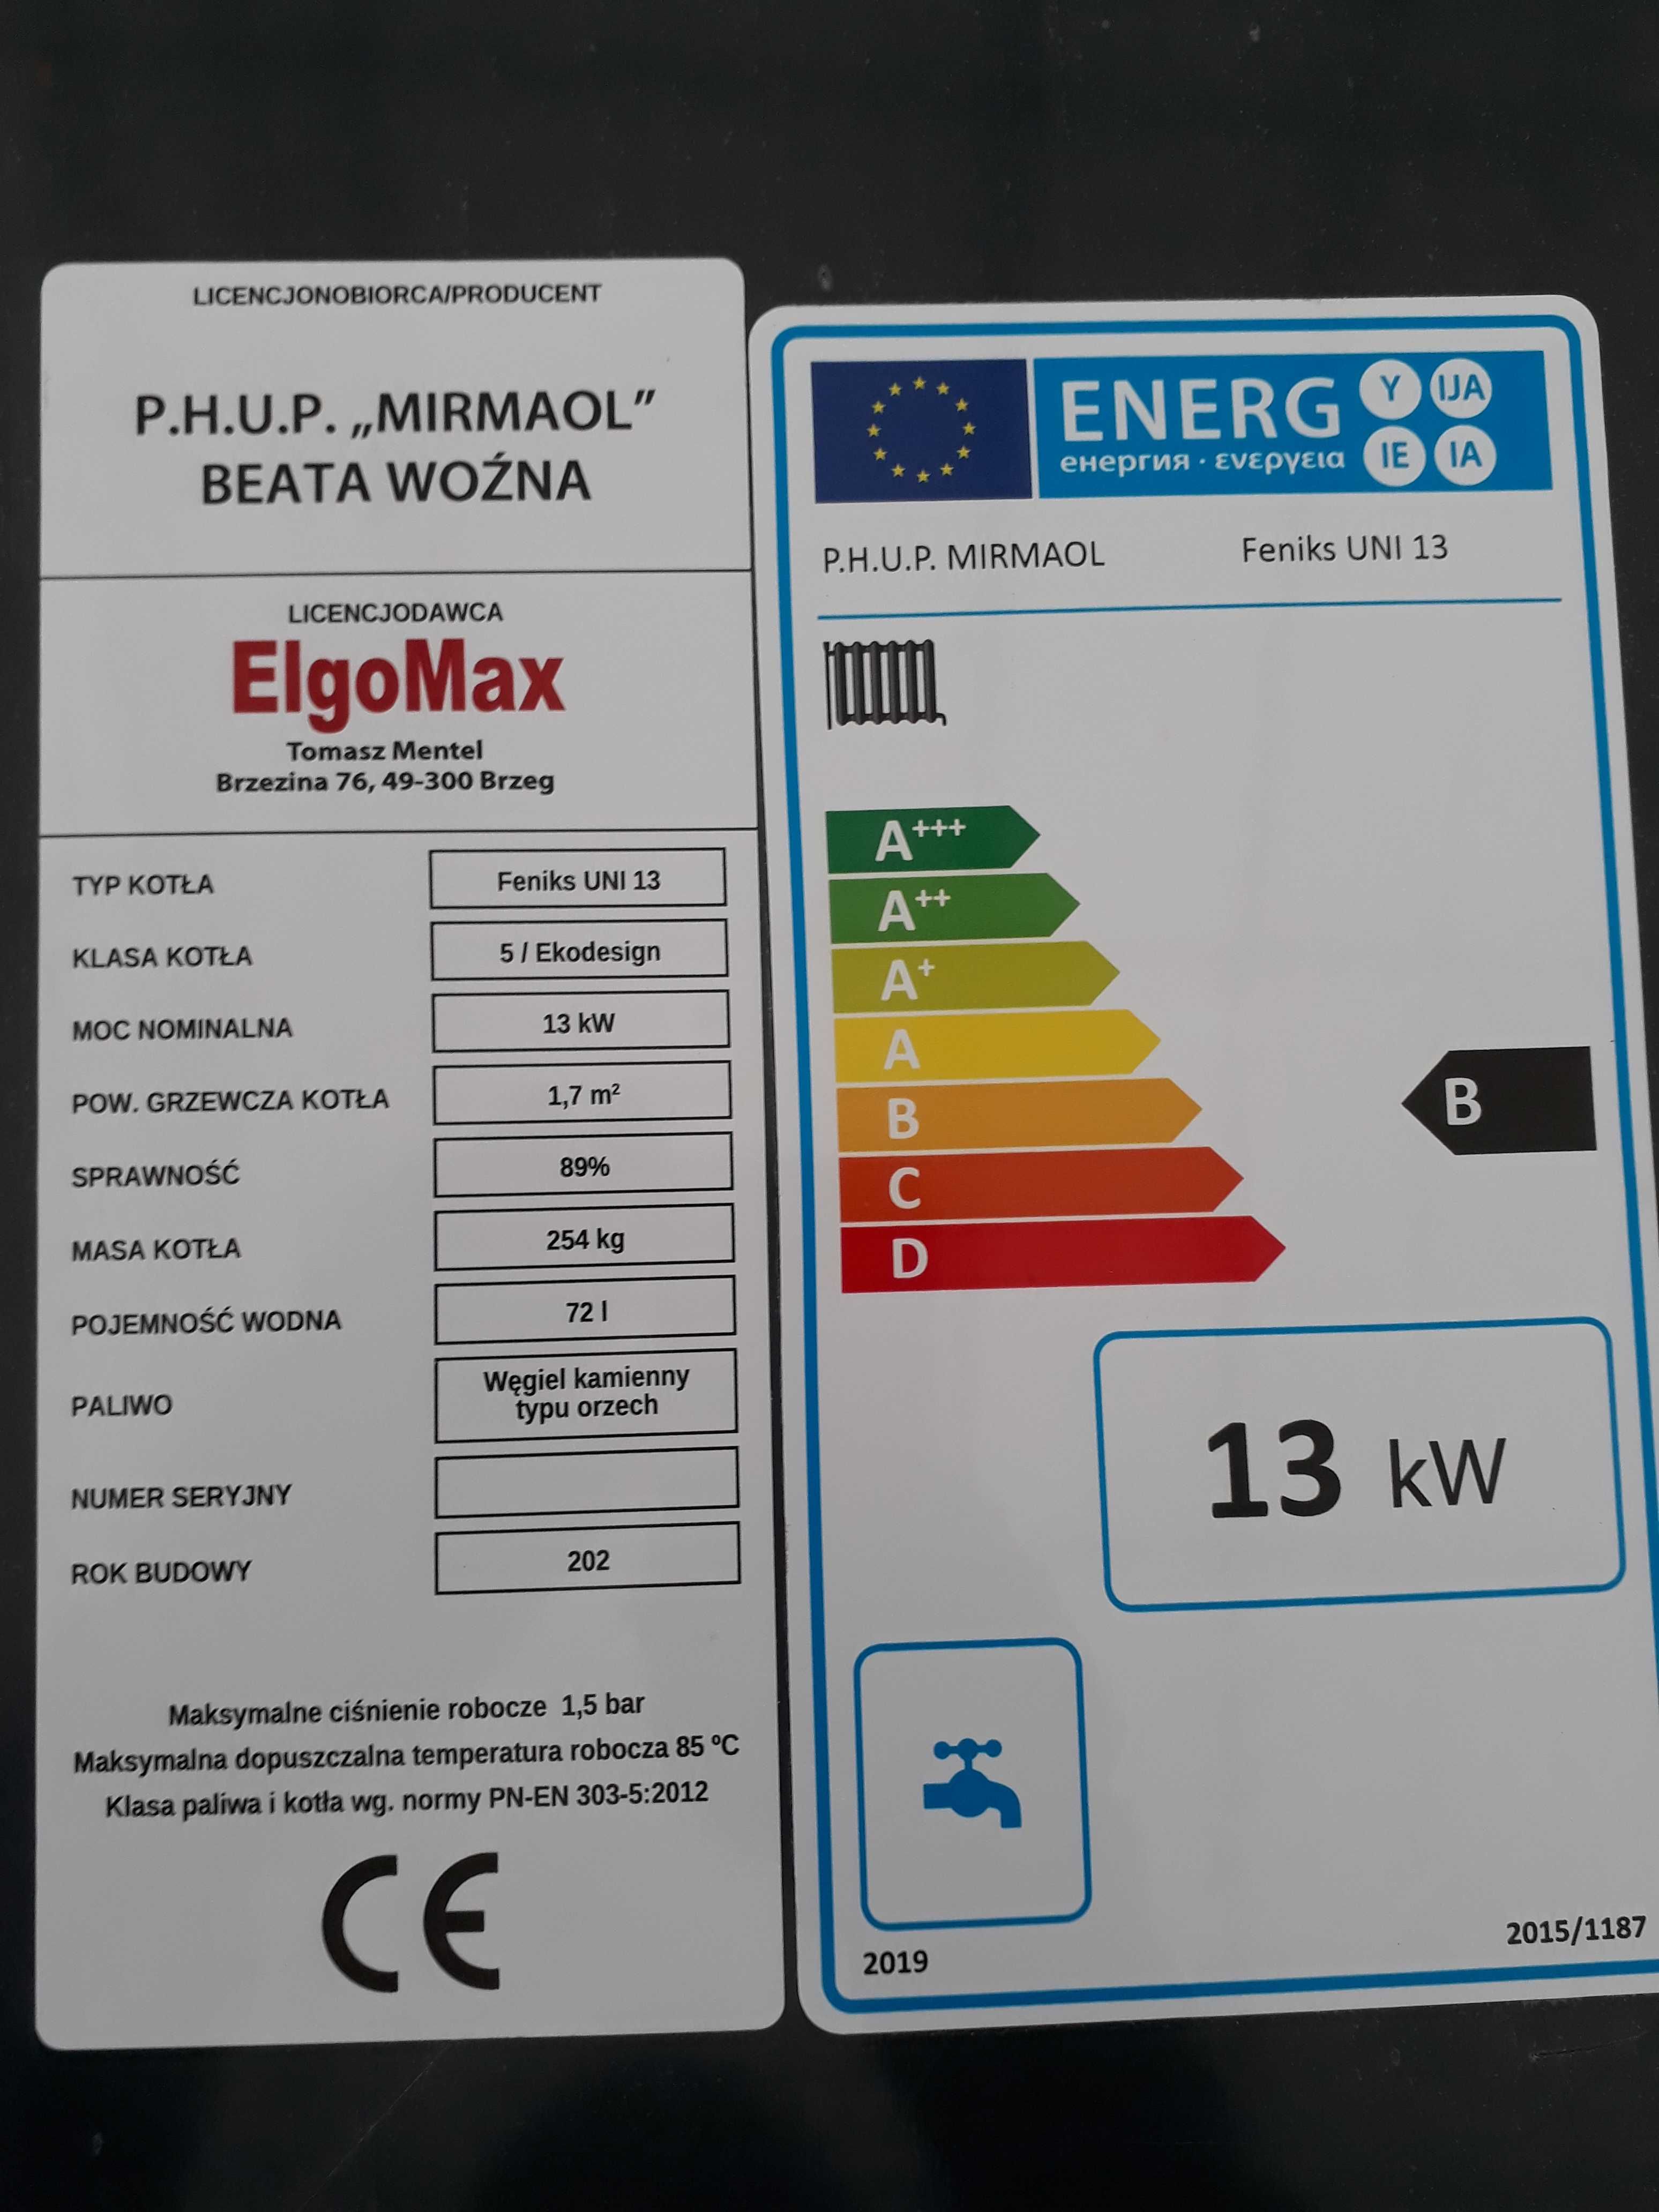 LICENCJONOBIORCA/PRODUCENT
P.H.U.P. „MIRMAOL”
BEATA WOŹNA
LICENCJODAWCA
ElgoMax
Tomasz Mentel
Brzezina 76, 49-300 Brzeg
TYP KOTŁA Feniks UNI 13
KLASA KOTŁA 5 / Ekodesign
MOC NOMINALNA 13 kW
POW. GRZEWCZA KOTŁA 1,7 m²
SPRAWNOŚĆ 89%
MASA KOTŁA 254 kg
POJEMNOŚĆ WODNA 72 l
PALIWO Węgiel kamienny
typu orzech
NUMER SERYJNY
ROK BUDOWY 202
Maksymalne ciśnienie robocze 1,5 bar
Maksymalna dopuszczalna temperatura robocza 85 ºC
Klasa paliwa i kotła wg. normy PN-EN 303-5:2012
CE
ENERG Y IJA
енергия · ενεργεια IE IA
P.H.U.P. MIRMAOL Feniks UNI 13
A+++
A++
A+
A
B B
C
D
13 kW
2019 2015/1187